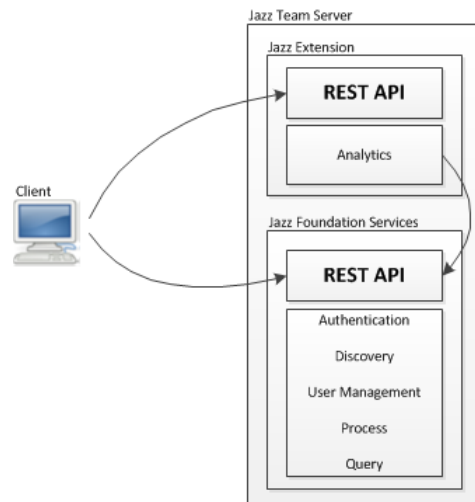 Jazz Team Server
Jazz Extension
REST API
Analytics
Client
Jazz Foundation Services
REST API
Authentication
Discovery
User Management
Process
Query